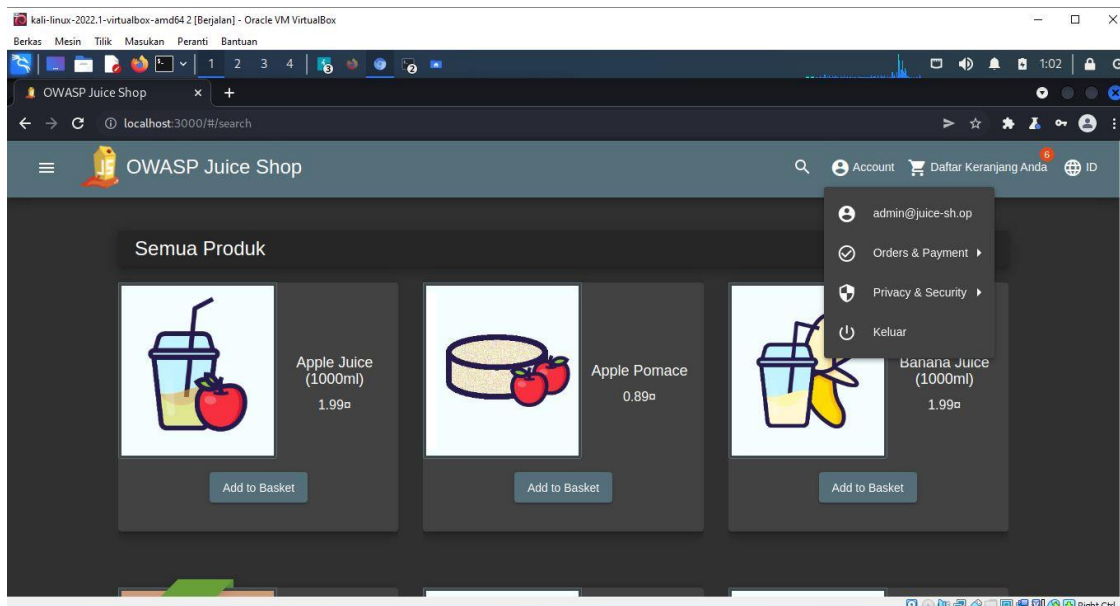 kali-linux-2022.1-virtualbox-amd64 2 [Berjalan] - Oracle VM VirtualBox
Berkas Mesin Tilik Masukan Peranti Bantuan
1 2 3 4 2 1:02
OWASP Juice Shop
localhost:3000/#/search
OWASP Juice Shop
Account
Daftar Keranjang Anda
6
ID
admin@juice-sh.op
Orders & Payment
Privacy & Security
Keluar
Semua Produk
Apple Juice
(1000ml)
1.99¤
Add to Basket
Apple Pomace
0.89¤
Add to Basket
Banana Juice
(1000ml)
1.99¤
Add to Basket
Right Ctrl